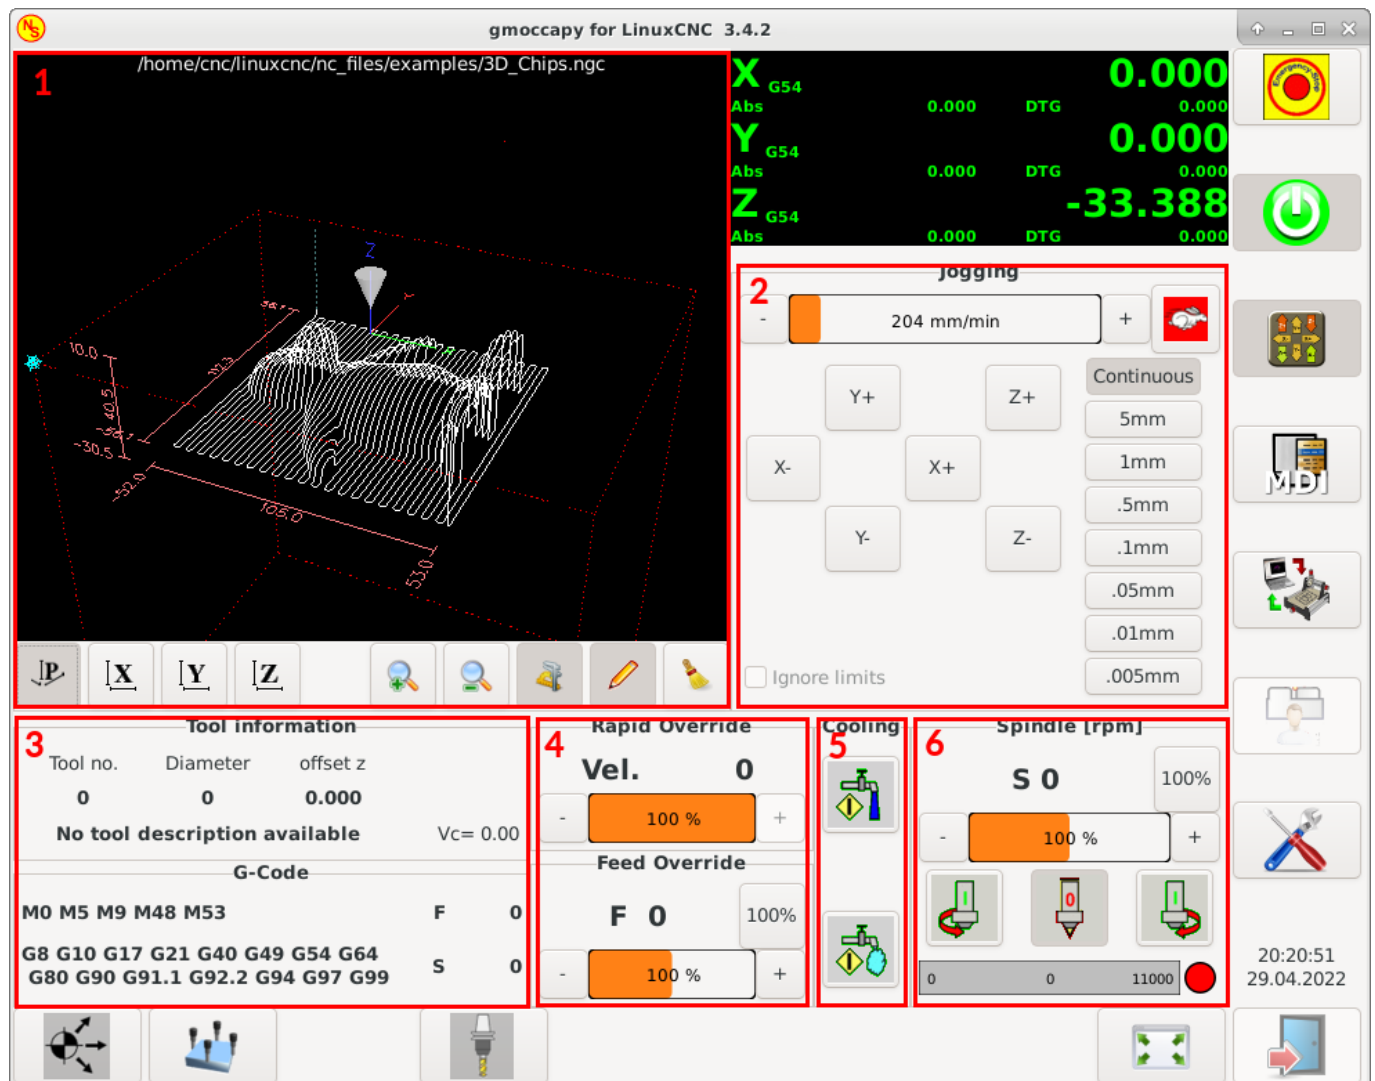 gmoccapy for LinuxCNC 3.4.2
1
/home/cnc/linuxcnc/nc_files/examples/3D_Chips.ngc
X G54 0.000
Abs 0.000 DTG 0.000
Y G54 0.000
Abs 0.000 DTG 0.000
Z G54 -33.388
Abs 0.000 DTG 0.000
Emergency-Stop
Z
10.0
40.5
-30.5
-52.0
105.0
53.0
P X Y Z
2
Jogging
- 204 mm/min +
Y+ Z+
X- X+
Y- Z-
Continuous
5mm
1mm
.5mm
.1mm
.05mm
.01mm
.005mm
Ignore limits
MDI
3
Tool information
Tool no. Diameter offset z
0 0 0.000
No tool description available Vc= 0.00
G-Code
M0 M5 M9 M48 M53 F 0
G8 G10 G17 G21 G40 G49 G54 G64
G80 G90 G91.1 G92.2 G94 G97 G99
S 0
4
Rapid Override
Vel. 0
- 100 % +
Feed Override
F 0 100%
- 100 % +
5
Cooling
6
Spindle [rpm]
S 0 100%
- 100 % +
I 0 I
0 0 11000
20:20:51
29.04.2022